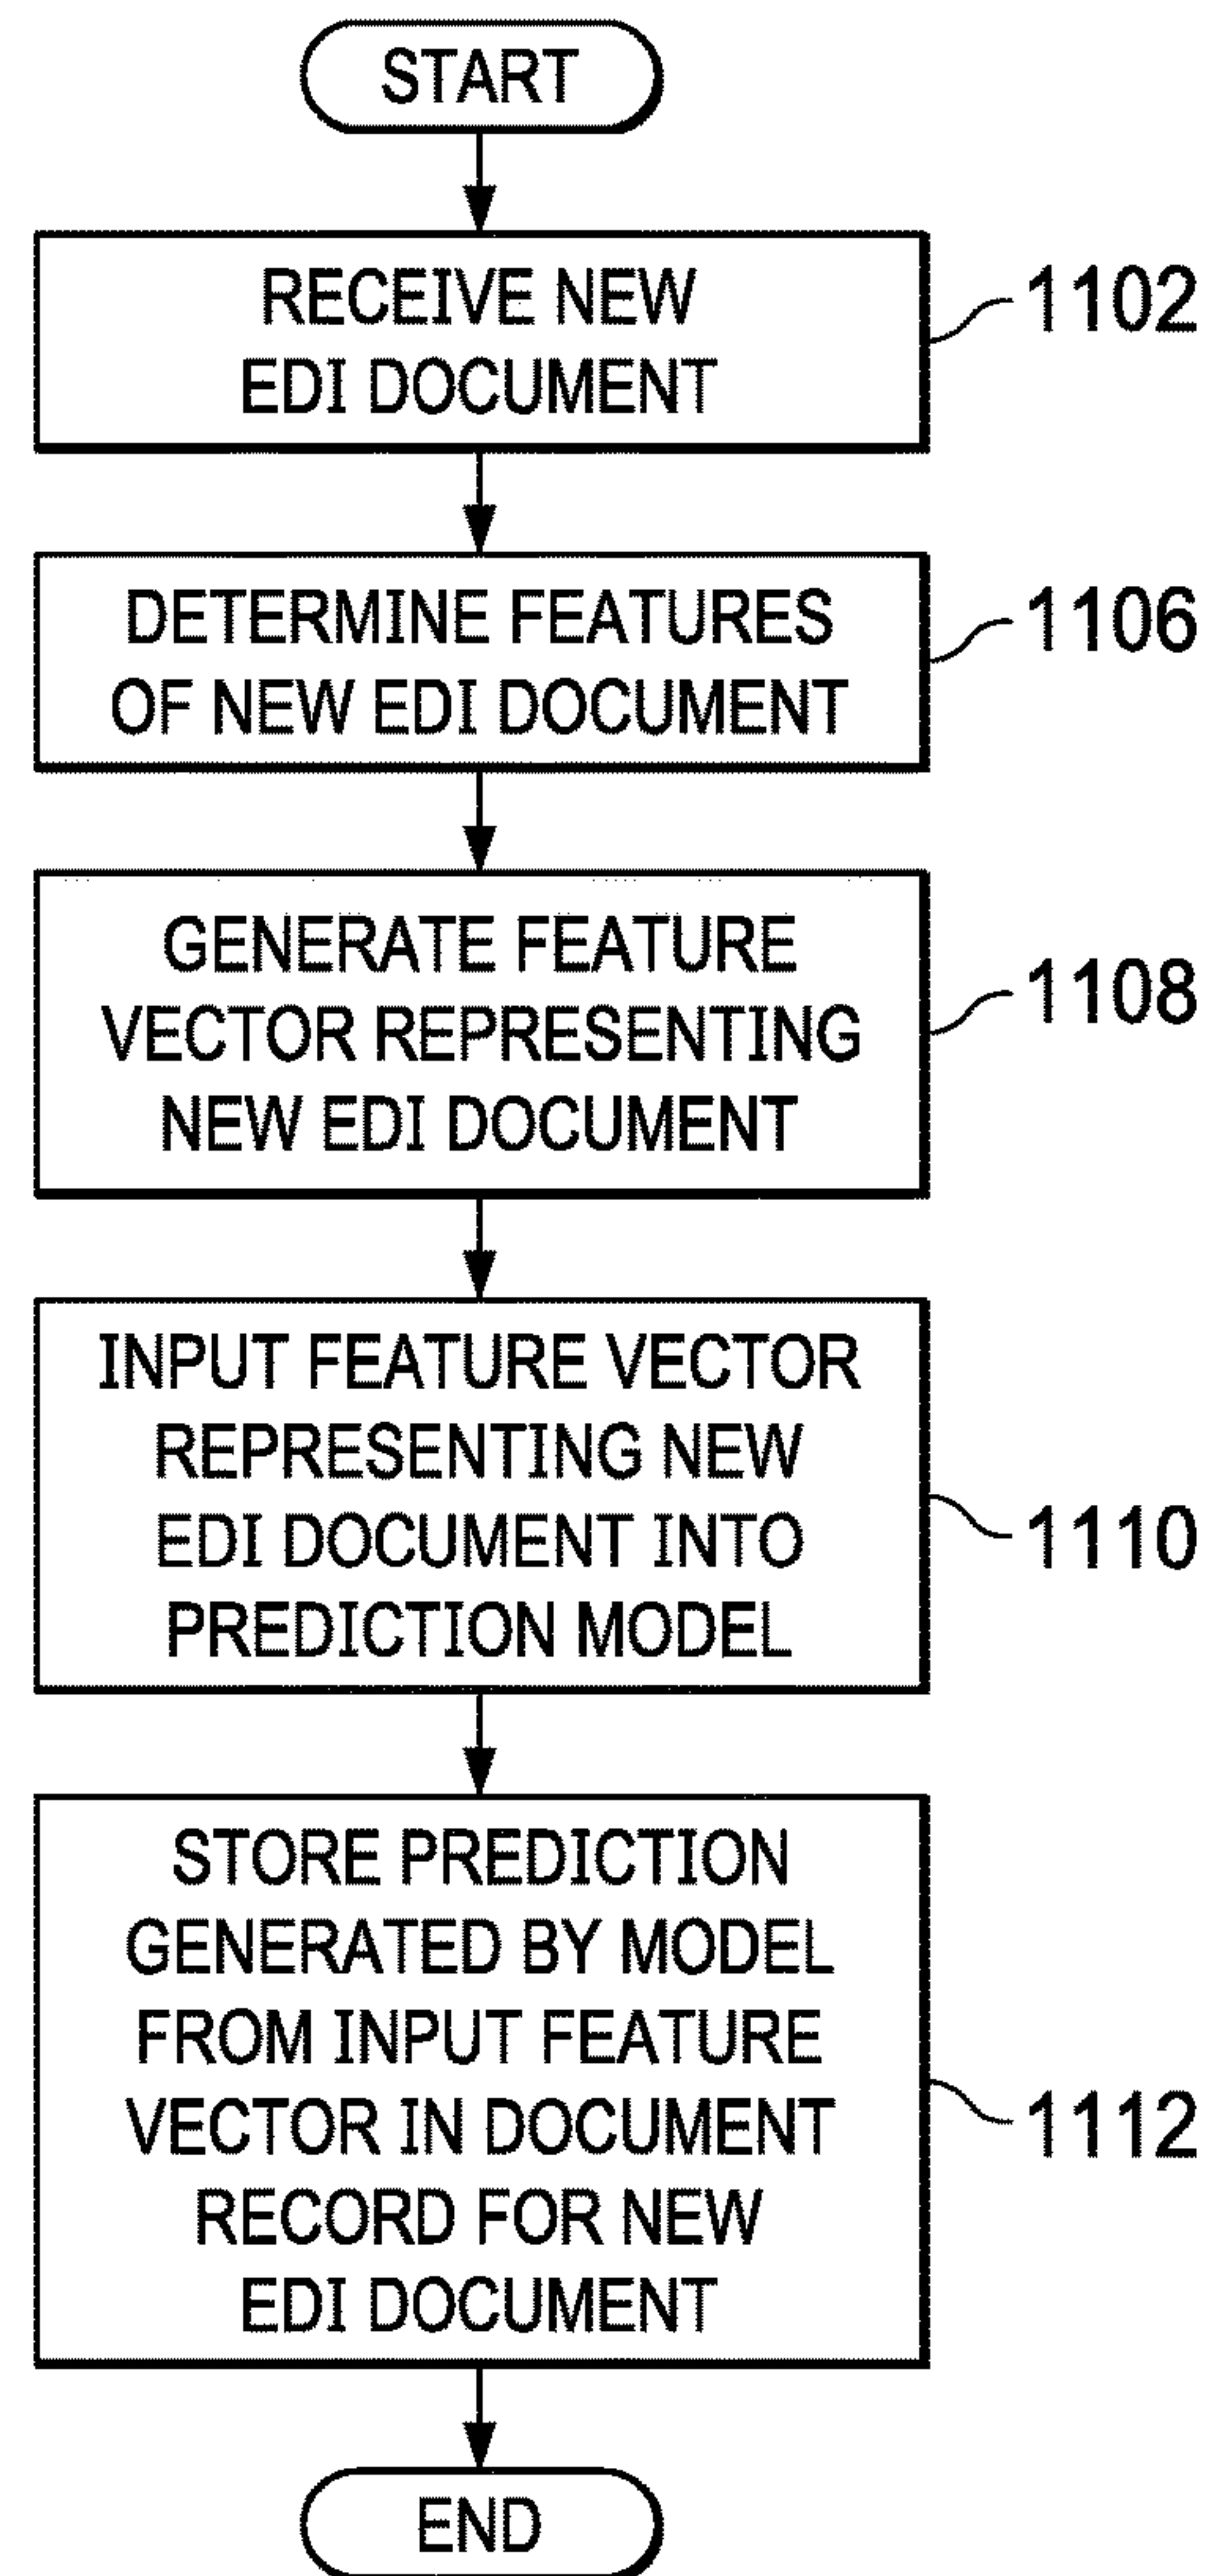 START
RECEIVE NEW
EDI DOCUMENT
1102
DETERMINE FEATURES
OF NEW EDI DOCUMENT
1106
GENERATE FEATURE
VECTOR REPRESENTING
NEW EDI DOCUMENT
1108
INPUT FEATURE VECTOR
REPRESENTING NEW
EDI DOCUMENT INTO
PREDICTION MODEL
1110
STORE PREDICTION
GENERATED BY MODEL
FROM INPUT FEATURE
VECTOR IN DOCUMENT
RECORD FOR NEW
EDI DOCUMENT
1112
END